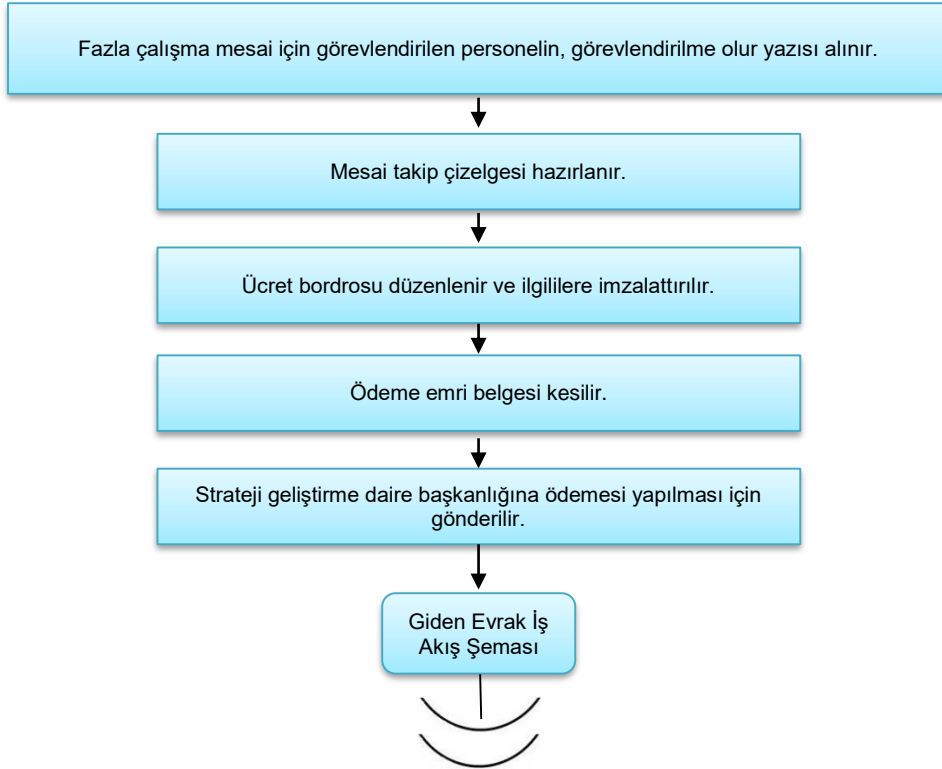 Fazla çalışma mesai için görevlendirilen personelin, görevlendirilme olur yazısı alınır.
Mesai takip çizelgesi hazırlanır.
Ücret bordrosu düzenlenir ve ilgililere imzalattırılır.
Ödeme emri belgesi kesilir.
Strateji geliştirme daire başkanlığına ödemesi yapılması için
gönderilir.
Giden Evrak İş
Akış Şeması